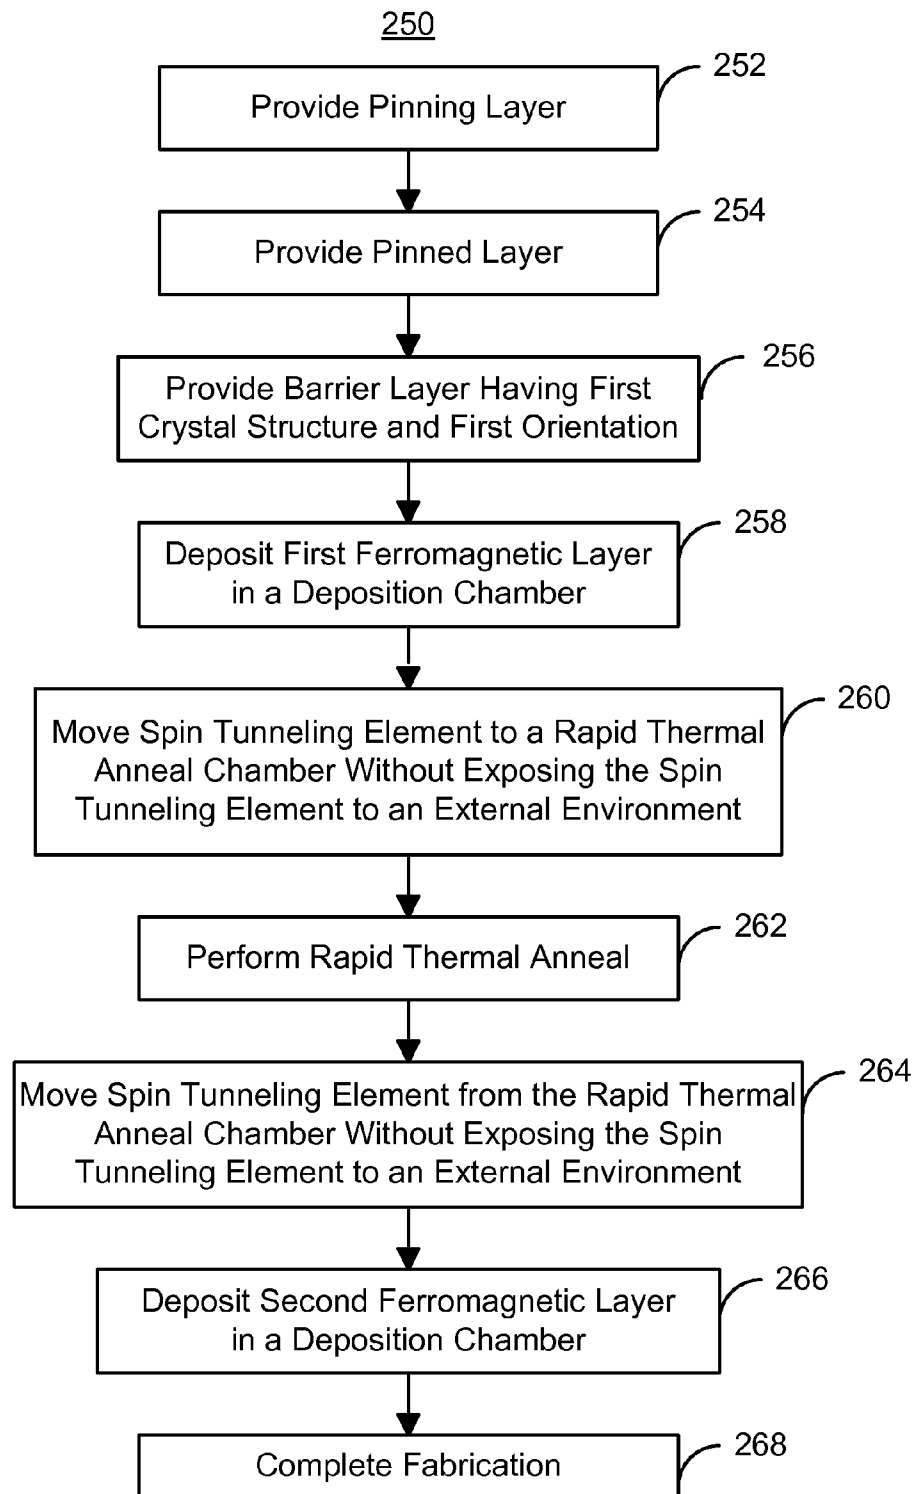 250
252
Provide Pinning Layer
254
Provide Pinned Layer
256
Provide Barrier Layer Having First
Crystal Structure and First Orientation
258
Deposit First Ferromagnetic Layer
in a Deposition Chamber
260
Move Spin Tunneling Element to a Rapid Thermal
Anneal Chamber Without Exposing the Spin
Tunneling Element to an External Environment
262
Perform Rapid Thermal Anneal
264
Move Spin Tunneling Element from the Rapid Thermal
Anneal Chamber Without Exposing the Spin
Tunneling Element to an External Environment
266
Deposit Second Ferromagnetic Layer
in a Deposition Chamber
268
Complete Fabrication